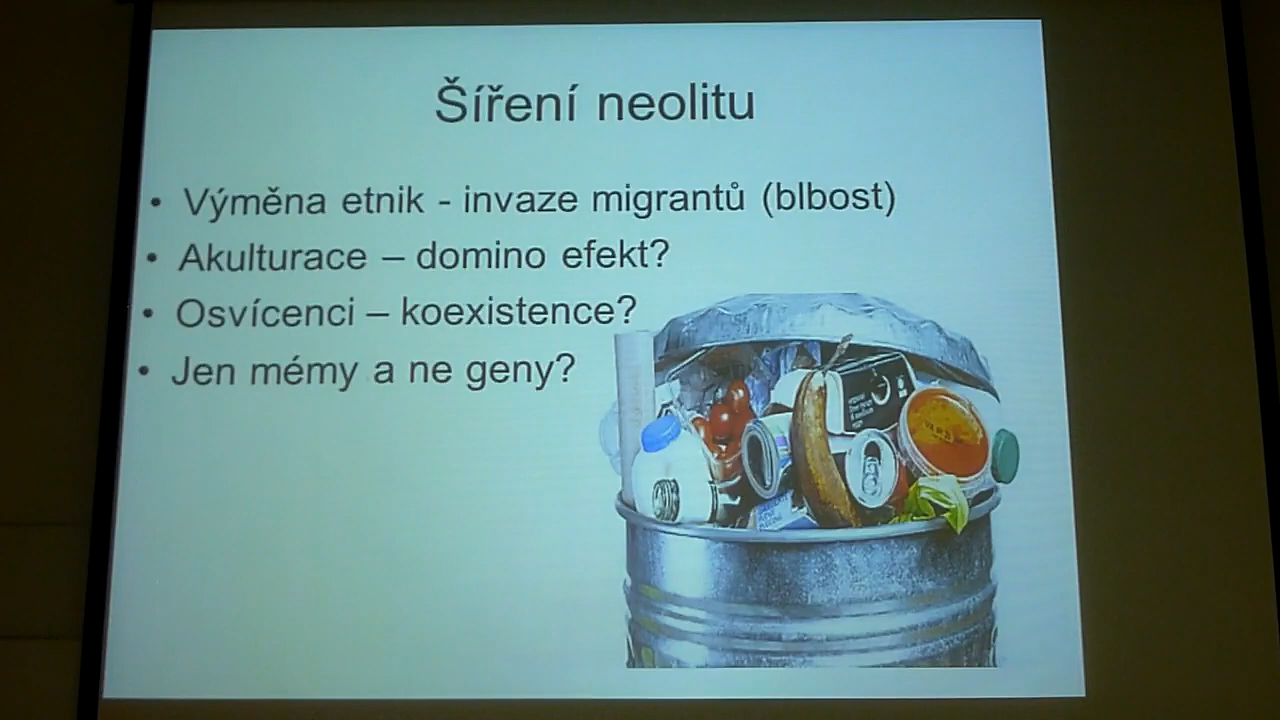 Šíření neolitu
• Výměna etnik - invaze migrantů (blbost)
• Akulturace – domino efekt?
• Osvícenci – koexistence?
• Jen mémy a ne geny?